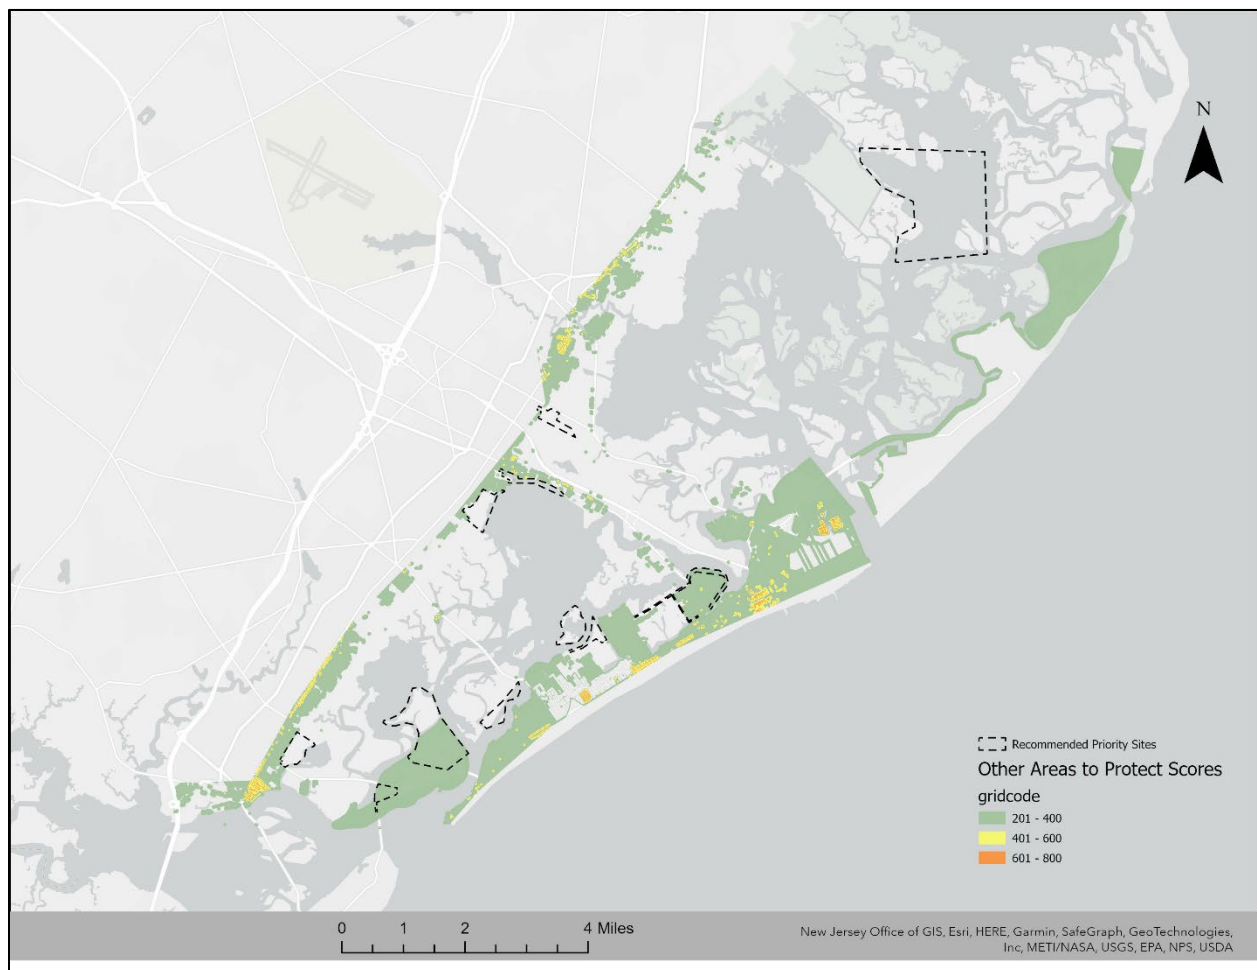 N
Recommended Priority Sites
Other Areas to Protect Scores
gridcode
201 - 400
401 - 600
601 - 800
0 1 2 4 Miles
New Jersey Office of GIS, Esri, HERE, Garmin, SafeGraph, GeoTechnologies,
Inc, METI/NASA, USGS, EPA, NPS, USDA